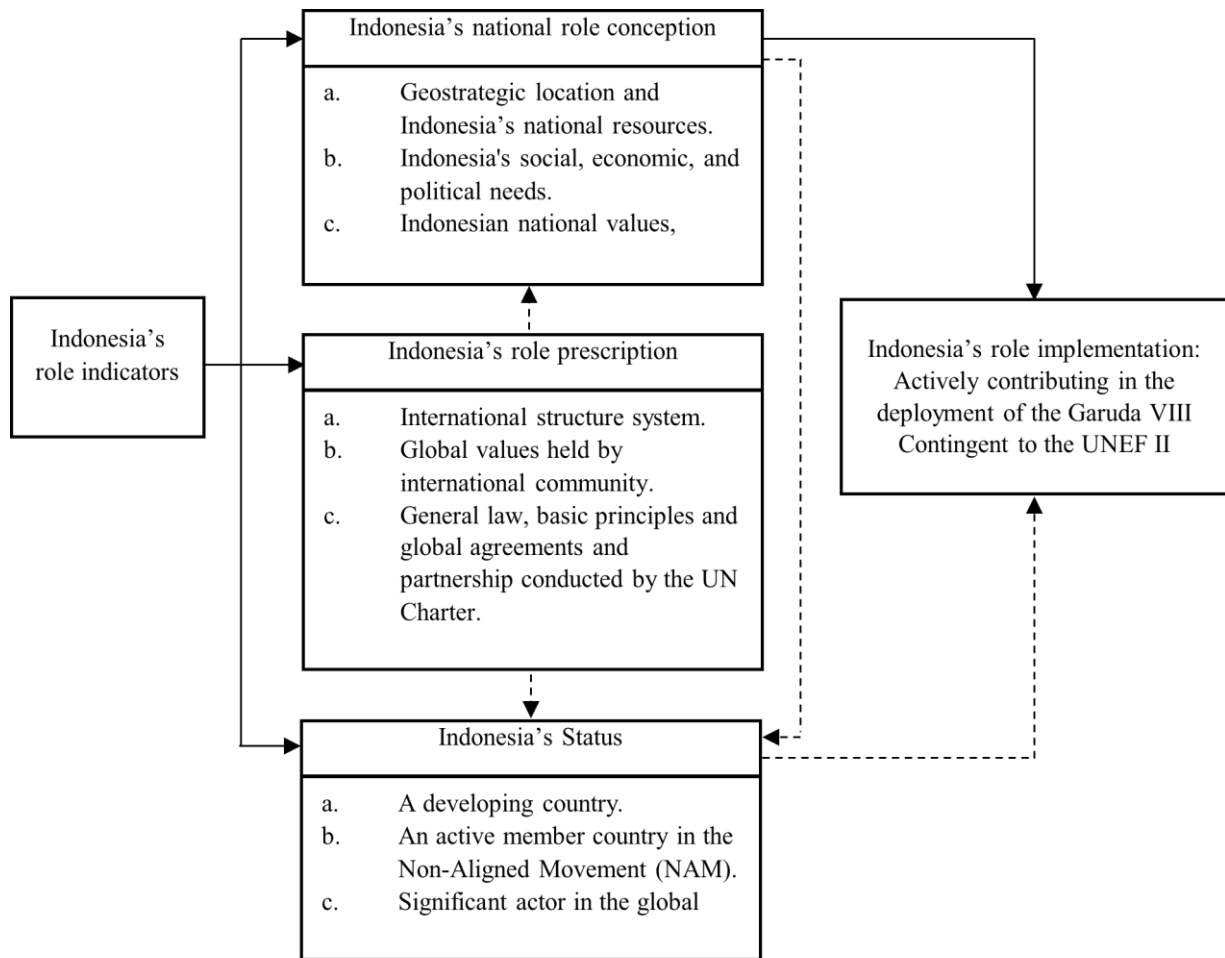 Indonesia’s national role conception
a. Geostrategic location and
Indonesia’s national resources.
b. Indonesia's social, economic, and
political needs.
c. Indonesian national values,
Indonesia’s
role indicators
Indonesia’s role prescription
a. International structure system.
b. Global values held by
international community.
c. General law, basic principles and
global agreements and
partnership conducted by the UN
Charter.
Indonesia’s role implementation:
Actively contributing in the
deployment of the Garuda VIII
Contingent to the UNEF II
Indonesia’s Status
a. A developing country.
b. An active member country in the
Non-Aligned Movement (NAM).
c. Significant actor in the global